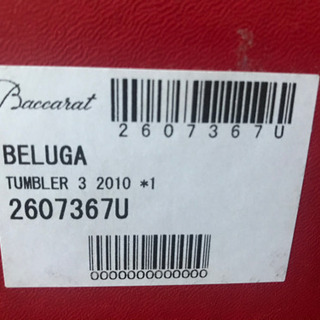 Baccarat
2607367U
BELUGA
TUMBLER 3 2010 *1
2607367U
0000000000000